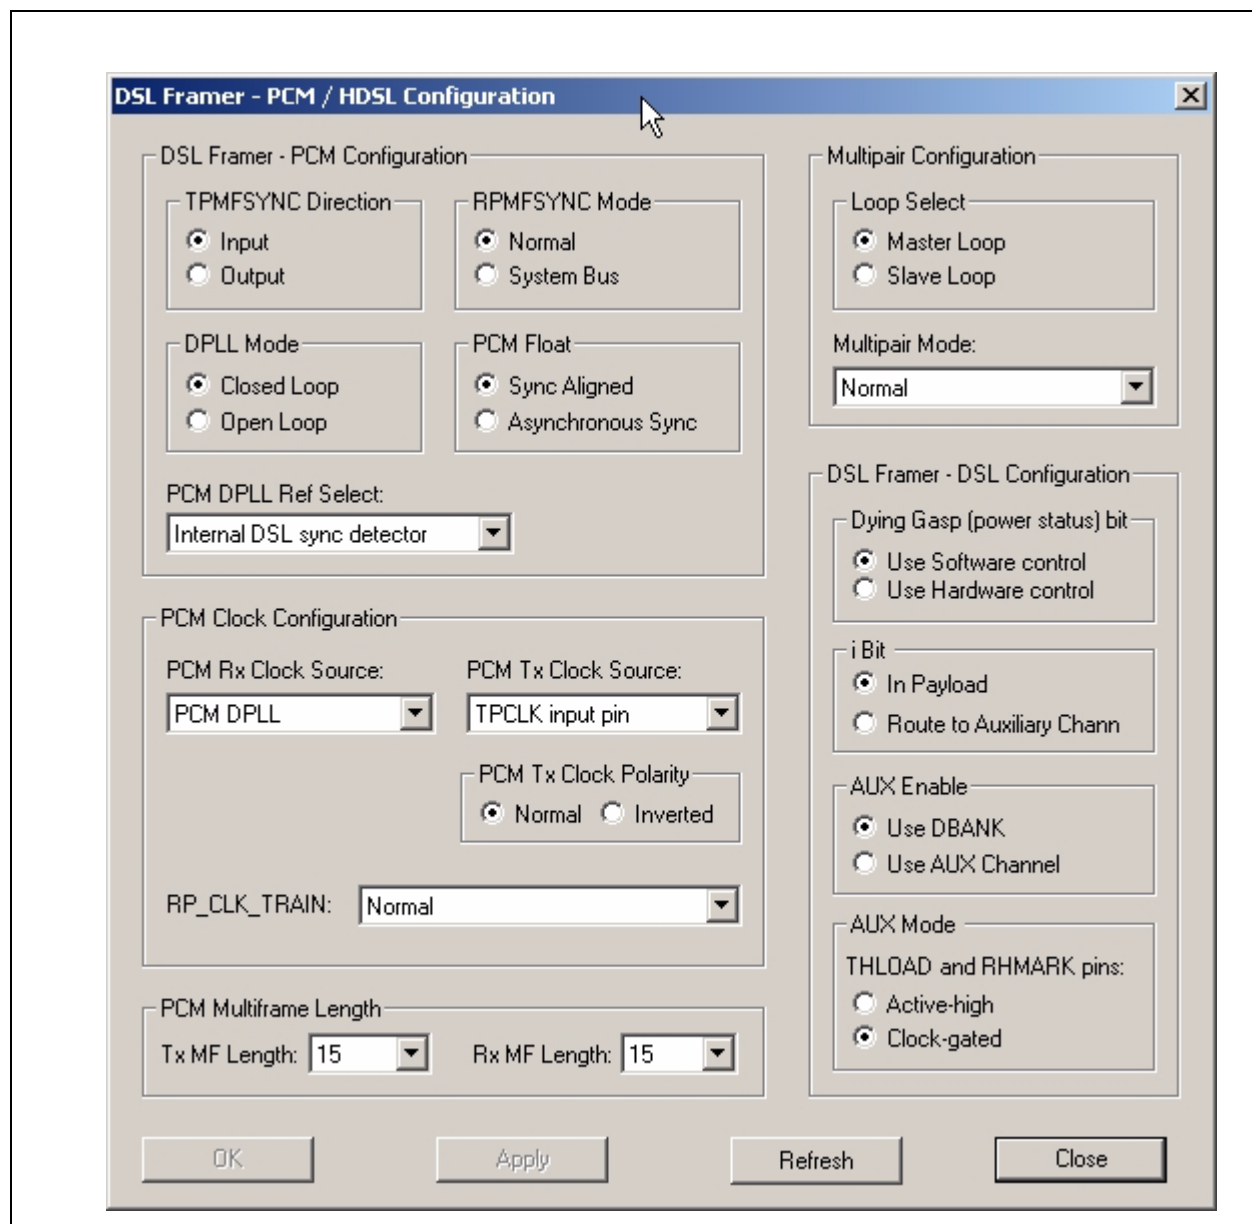 DSL Framer - PCM / HDSL Configuration
DSL Framer - PCM Configuration
TPMFSYNC Direction
Input
Output
RPMFSYNC Mode
Normal
System Bus
DPLL Mode
Closed Loop
Open Loop
PCM Float
Sync Aligned
Asynchronous Sync
PCM DPLL Ref Select:
Internal DSL sync detector
PCM Clock Configuration
PCM Rx Clock Source:
PCM DPLL
PCM Tx Clock Source:
TPCLK input pin
PCM Tx Clock Polarity
Normal Inverted
RP_CLK_TRAIN: Normal
PCM Multiframe Length
Tx MF Length: 15 Rx MF Length: 15
Multipair Configuration
Loop Select
Master Loop
Slave Loop
Multipair Mode:
Normal
DSL Framer - DSL Configuration
Dying Gasp (power status) bit
Use Software control
Use Hardware control
i Bit
In Payload
Route to Auxiliary Chann
AUX Enable
Use DBANK
Use AUX Channel
AUX Mode
THLOAD and RHMARK pins:
Active-high
Clock-gated
OK Apply Refresh Close